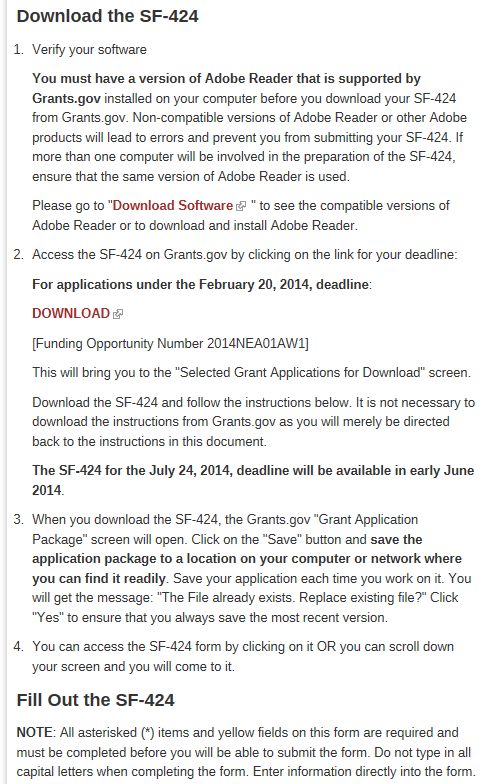 Download the SF-424
1. Verify your software
You must have a version of Adobe Reader that is supported by
Grants.gov installed on your computer before you download your SF-424
from Grants.gov. Non-compatible versions of Adobe Reader or other Adobe
products will lead to errors and prevent you from submitting your SF-424. If
more than one computer will be involved in the preparation of the SF-424,
ensure that the same version of Adobe Reader is used.
Please go to "Download Software " to see the compatible versions of
Adobe Reader or to download and install Adobe Reader.
2. Access the SF-424 on Grants.gov by clicking on the link for your deadline:
For applications under the February 20, 2014, deadline:
DOWNLOAD
[Funding Opportunity Number 2014NEA01AW1]
This will bring you to the "Selected Grant Applications for Download" screen.
Download the SF-424 and follow the instructions below. It is not necessary to
download the instructions from Grants.gov as you will merely be directed
back to the instructions in this document.
The SF-424 for the July 24, 2014, deadline will be available in early June
2014.
3. When you download the SF-424, the Grants.gov "Grant Application
Package" screen will open. Click on the "Save" button and save the
application package to a location on your computer or network where
you can find it readily. Save your application each time you work on it. You
will get the message: "The File already exists. Replace existing file?" Click
"Yes" to ensure that you always save the most recent version.
4. You can access the SF-424 form by clicking on it OR you can scroll down
your screen and you will come to it.
Fill Out the SF-424
NOTE: All asterisked (*) items and yellow fields on this form are required and
must be completed before you will be able to submit the form. Do not type in all
capital letters when completing the form. Enter information directly into the form.